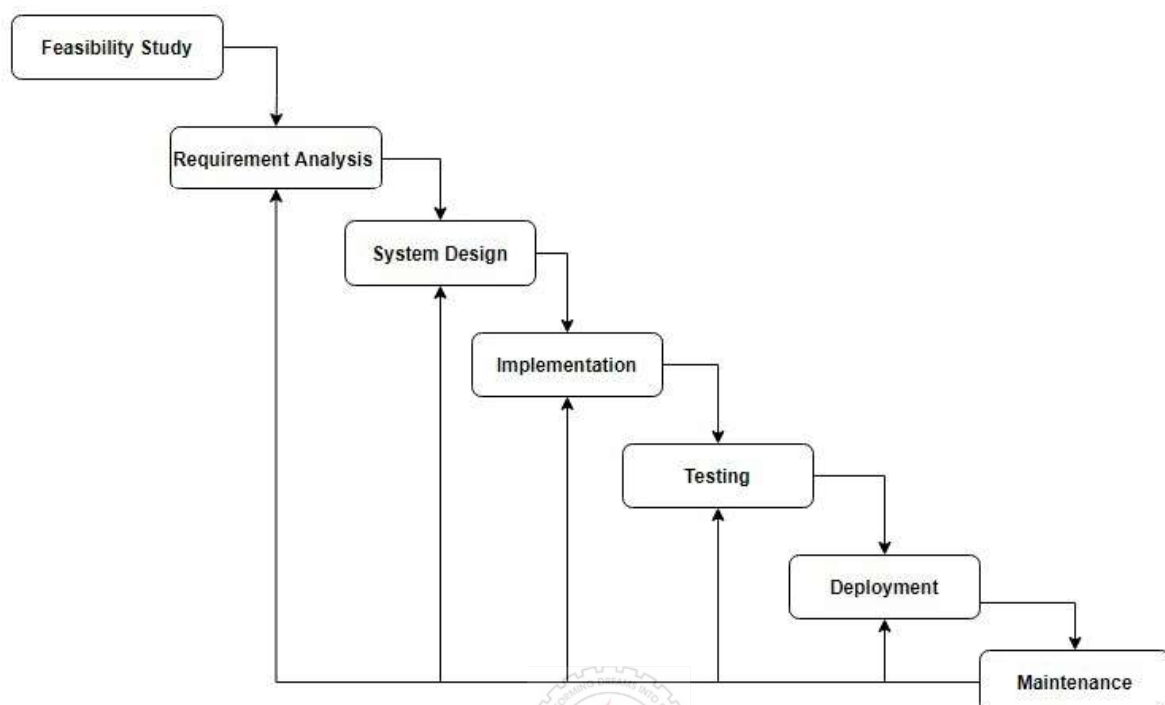 Feasibility Study
Requirement Analysis
System Design
Implementation
Testing
Deployment
Maintenance